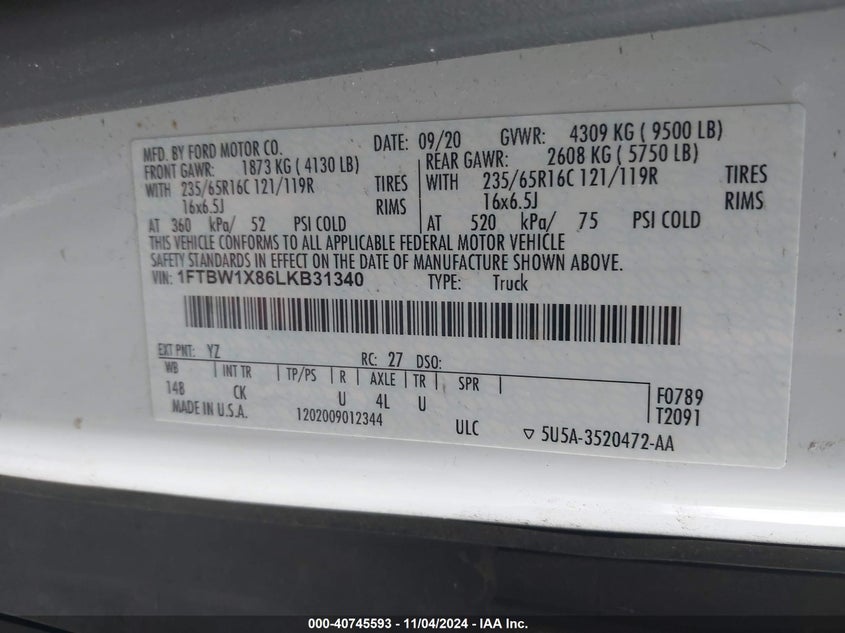 MFD. BY FORD MOTOR CO. DATE: 09/20 GVWR: 4309 KG ( 9500 LB)
FRONT GAWR: 1873 KG ( 4130 LB) REAR GAWR: 2608 KG ( 5750 LB)
WITH 235/65R16C 121/119R TIRES WITH 235/65R16C 121/119R TIRES
16x6.5J RIMS 16x6.5J RIMS
AT 360 kPa/ 52 PSI COLD AT 520 kPa/ 75 PSI COLD
THIS VEHICLE CONFORMS TO ALL APPLICABLE FEDERAL MOTOR VEHICLE
SAFETY STANDARDS IN EFFECT ON THE DATE OF MANUFACTURE SHOWN ABOVE.
VIN: 1FTBW1X86LKB31340 TYPE: Truck
EXT PNT: YZ RC: 27 DSO:
WB INT TR TP/PS R AXLE TR SPR
148 CK U 4L U F0789
MADE IN U.S.A. 1202009012344 T2091
ULC ▽ 5U5A-3520472-AA
000-40745593 - 11/04/2024 - IAA Inc.